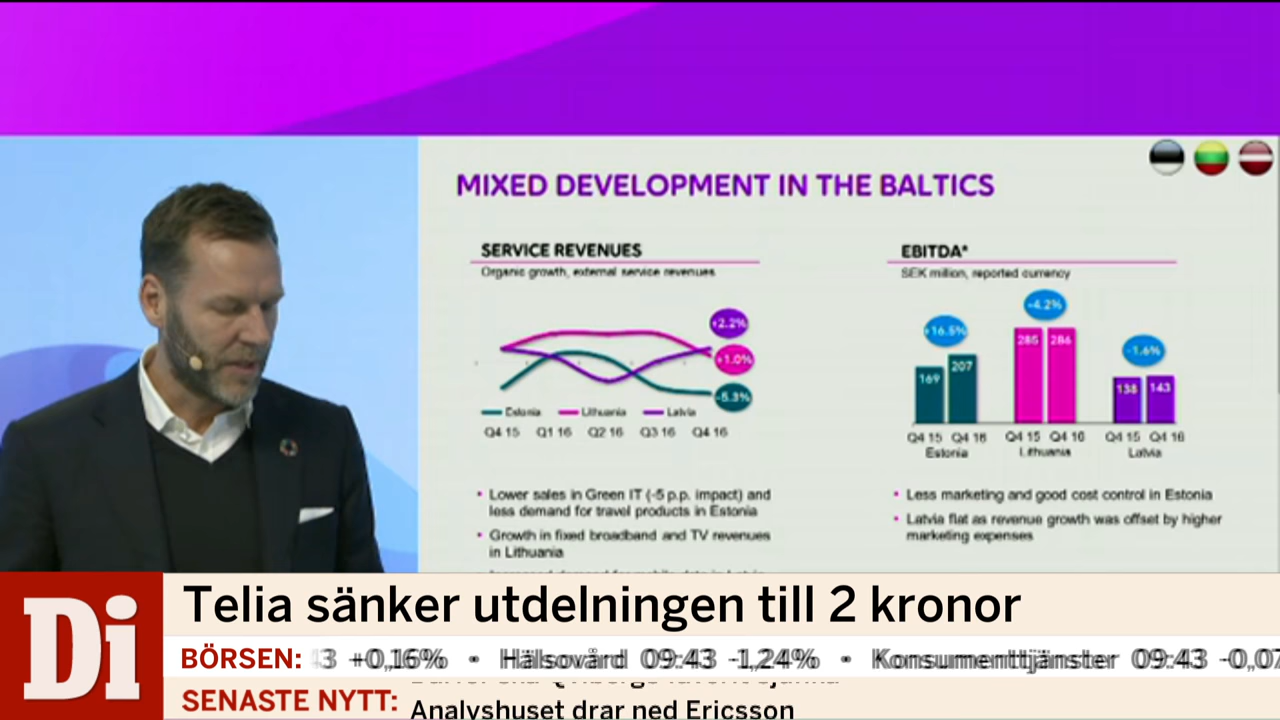 MIXED DEVELOPMENT IN THE BALTICS
SERVICE REVENUES
Organic growth, external service revenues
+2.2%
+1.0%
-5.3%
Estonia Lithuania Latvia
Q4 15 Q1 16 Q2 16 Q3 16 Q4 16
• Lower sales in Green IT (-5 p.p. impact) and
less demand for travel products in Estonia
• Growth in fixed broadband and TV revenues
in Lithuania
EBITDA*
SEK million, reported currency
+16.5% -4.2% -1.6%
169 207 285 286 138 143
Q4 15 Q4 16 Q4 15 Q4 16 Q4 15 Q4 16
Estonia Lithuania Latvia
• Less marketing and good cost control in Estonia
• Latvia flat as revenue growth was offset by higher
marketing expenses
Di
Telia sänker utdelningen till 2 kronor
BÖRSEN: 3 +0,16% • Hälsovård 09:43 -1,24% • Konsumenttjänster 09:43 -0,07
SENASTE NYTT:
Analyshuset drar ned Ericsson